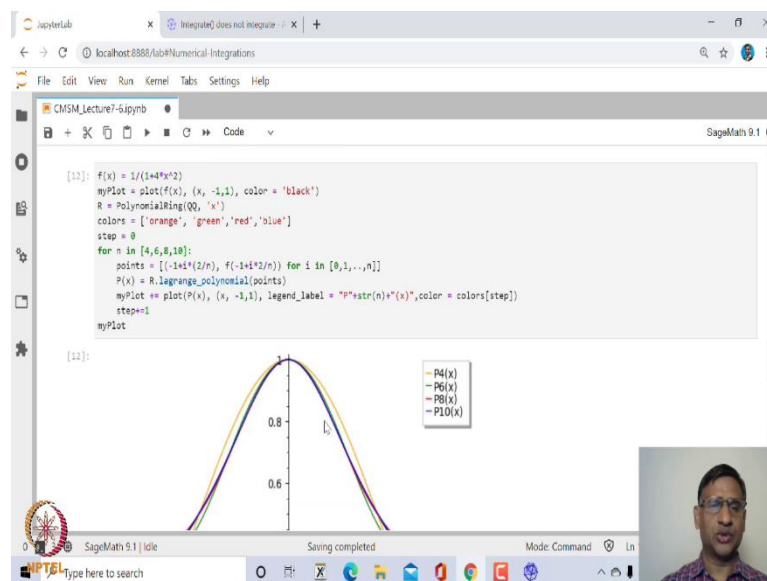 JupyterLab
Integrate() does not integrate -
localhost:8888/lab#Numerical-Integrations
File Edit View Run Kernel Tabs Settings Help
CMSM_Lecture7-6.ipynb
Code
SageMath 9.1
[12]: f(x) = 1/(1+4*x^2)
myPlot = plot(f(x), (x, -1,1), color = 'black')
R = PolynomialRing(QQ, 'x')
colors = ['orange', 'green','red','blue']
step = 0
for n in [4,6,8,10]:
points = [(-1+i*(2/n), f(-1+i*2/n)) for i in [0,1,..,n]]
P(x) = R.lagrange_polynomial(points)
myPlot += plot(P(x), (x, -1,1), legend_label = "P"+str(n)+"(x)",color = colors[step])
step+=1
myPlot
[12]:
1
0.8
0.6
P4(x)
P6(x)
P8(x)
P10(x)
SageMath 9.1 | Idle
Saving completed
Mode: Command
Ln
NPTEL
Type here to search